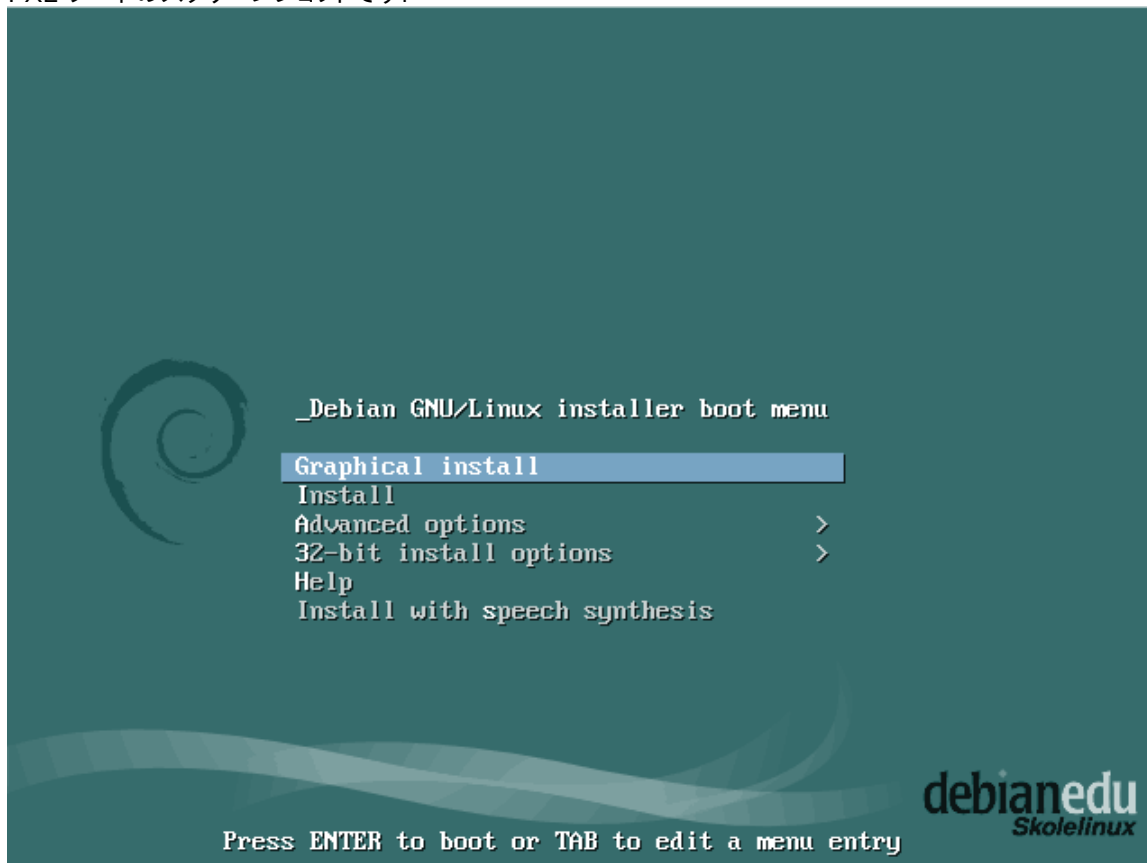 _Debian GNU/Linux installer boot menu
Graphical install
Install
Advanced options >
32-bit install options >
Help
Install with speech synthesis
debianedu
Skolelinux
Press ENTER to boot or TAB to edit a menu entry